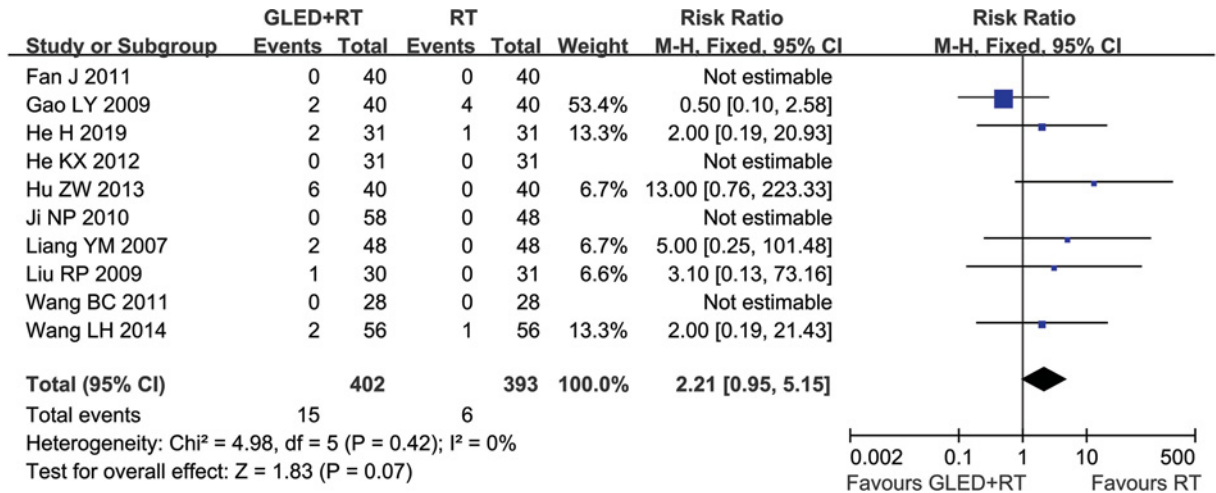 GLED+RT RT Risk Ratio Risk Ratio
Study or Subgroup Events Total Events Total Weight M-H, Fixed, 95% CI M-H, Fixed, 95% CI
Fan J 2011 0 40 0 40 Not estimable
Gao LY 2009 2 40 4 40 53.4% 0.50 [0.10, 2.58]
He H 2019 2 31 1 31 13.3% 2.00 [0.19, 20.93]
He KX 2012 0 31 0 31 Not estimable
Hu ZW 2013 6 40 0 40 6.7% 13.00 [0.76, 223.33]
Ji NP 2010 0 58 0 48 Not estimable
Liang YM 2007 2 48 0 48 6.7% 5.00 [0.25, 101.48]
Liu RP 2009 1 30 0 31 6.6% 3.10 [0.13, 73.16]
Wang BC 2011 0 28 0 28 Not estimable
Wang LH 2014 2 56 1 56 13.3% 2.00 [0.19, 21.43]
Total (95% CI) 402 393 100.0% 2.21 [0.95, 5.15]
Total events 15 6
Heterogeneity: Chi² = 4.98, df = 5 (P = 0.42); I² = 0%
Test for overall effect: Z = 1.83 (P = 0.07)
0.002 0.1 1 10 500
Favours GLED+RT Favours RT